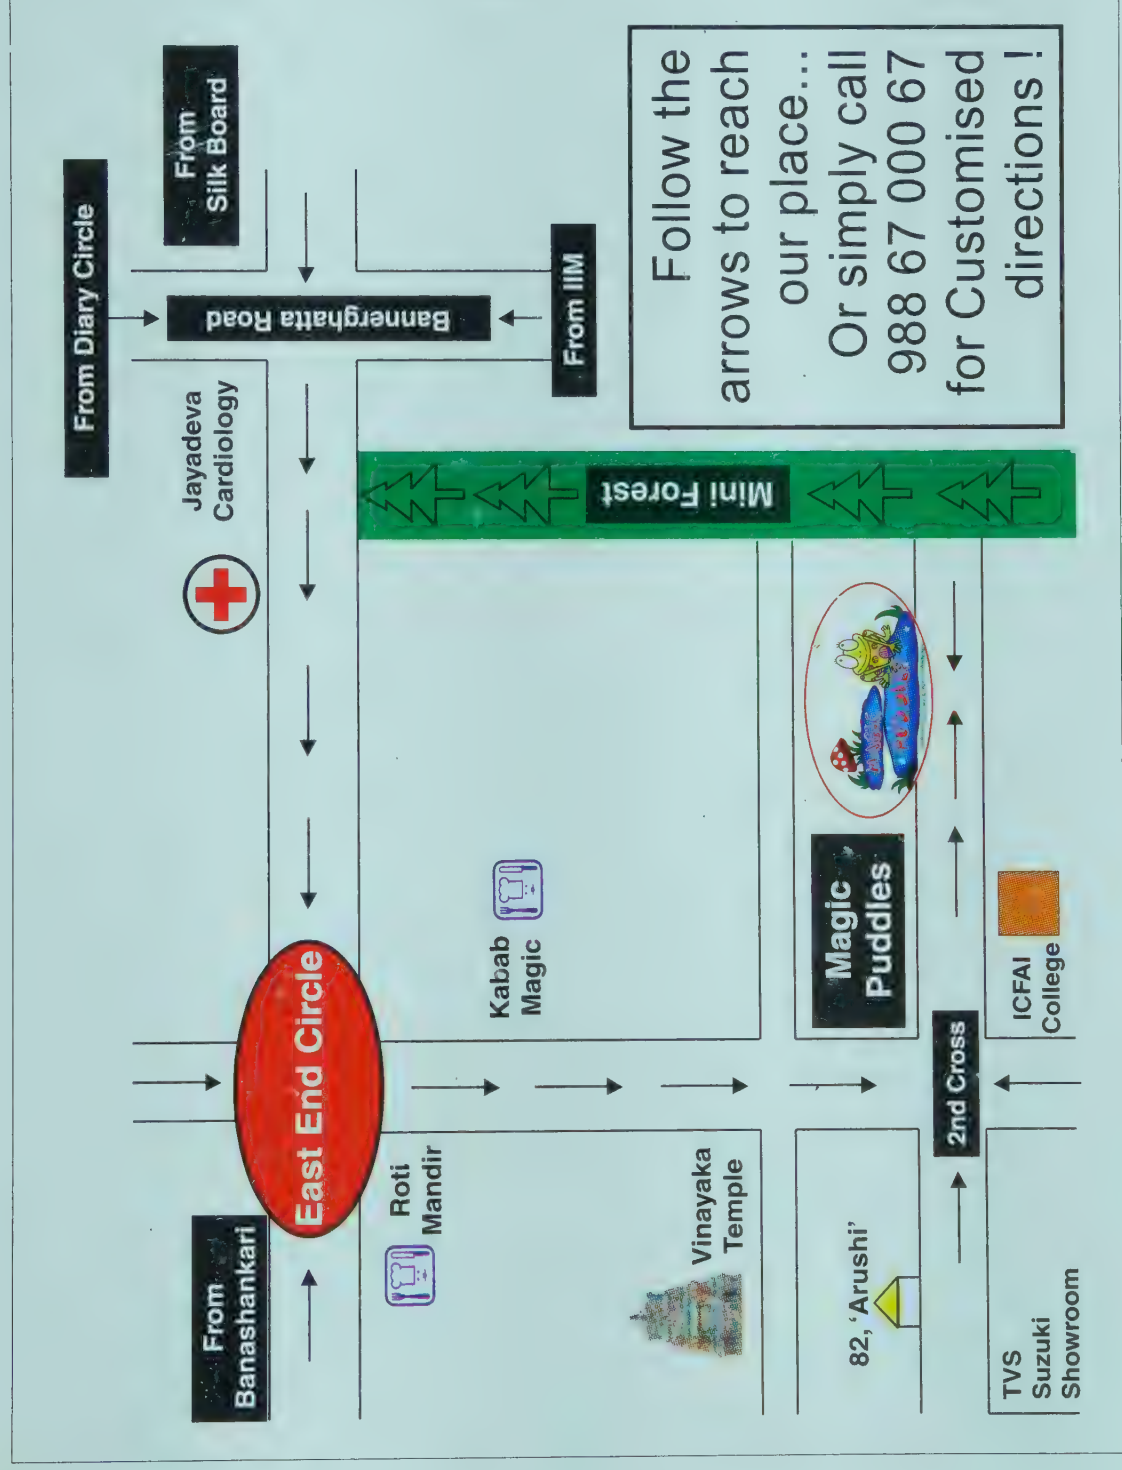 From Diary Circle
From
Silk Board
Bannerghatta Road
From IIM
Jayadeva
Cardiology
Follow the
arrows to reach
our place...
Or simply call
988 67 000 67
for Customised
directions !
Mini Forest
East End Circle
From
Banashankari
Roti
Mandir
Kabab
Magic
Vinayaka
Temple
Magic
Puddles
82, 'Arushi'
2nd Cross
ICFAI
College
TVS
Suzuki
Showroom